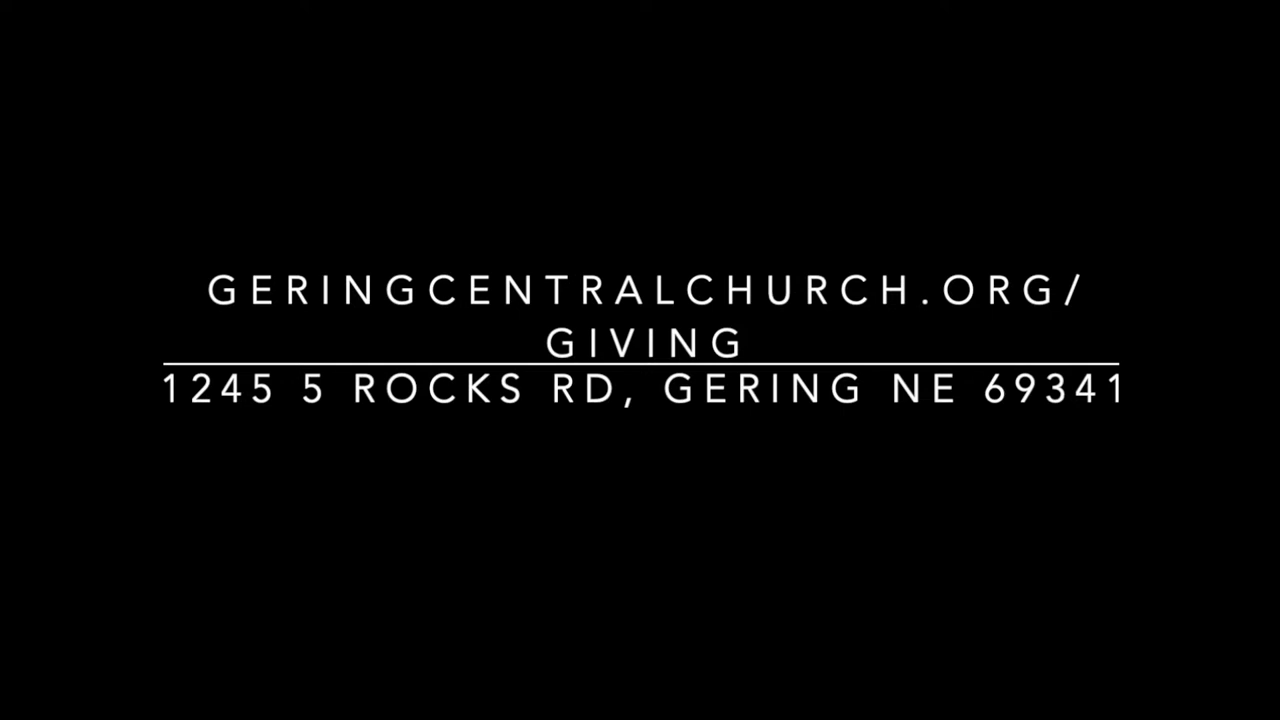 GERINGCENTRALCHURCH.ORG/
GIVING
1245 5 ROCKS RD, GERING NE 69341